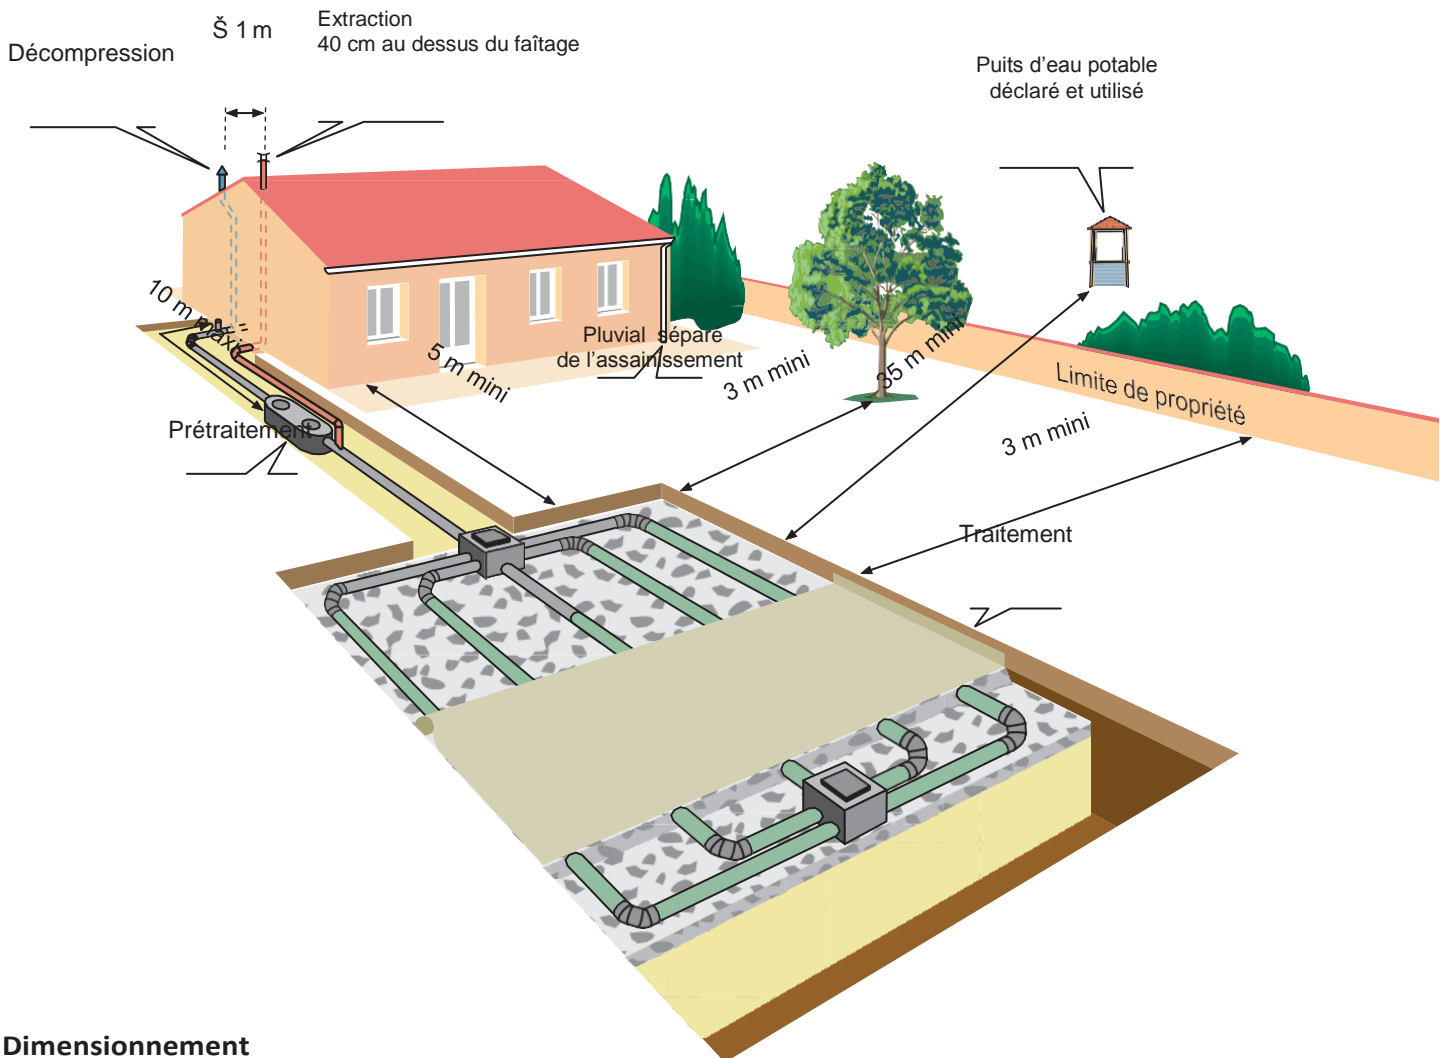 Š 1 m
Extraction
40 cm au dessus du faîtage
Décompression
Puits d’eau potable
déclaré et utilisé
10 m maxi
5 m mini
Pluvial sépare
de l’assainissement
3 m mini
35 m mini
Limite de propriété
3 m mini
Prétraitement
Traitement
Dimensionnement